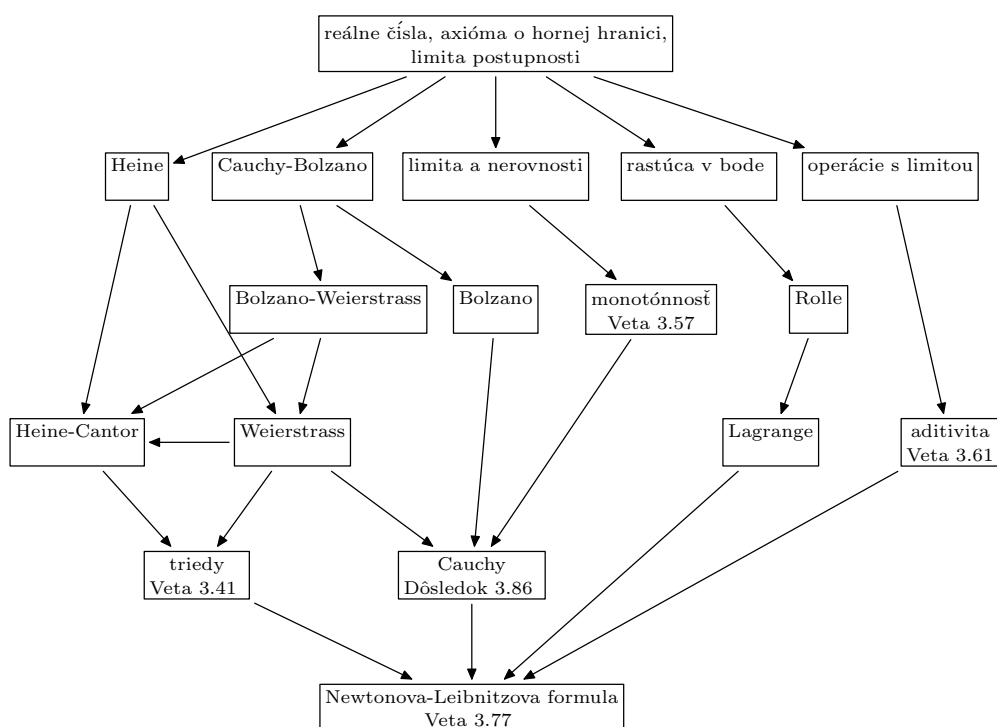 reálne čísla, axióma o hornej hranici,
limita postupnosti
Heine
Cauchy-Bolzano
limita a nerovnosti
rastúca v bode
operácie s limitou
Bolzano-Weierstrass
Bolzano
monotónnosť
Veta 3.57
Rolle
Heine-Cantor
Weierstrass
Lagrange
aditivita
Veta 3.61
triedy
Veta 3.41
Cauchy
Dôsledok 3.86
Newtonova-Leibnitzova formula
Veta 3.77